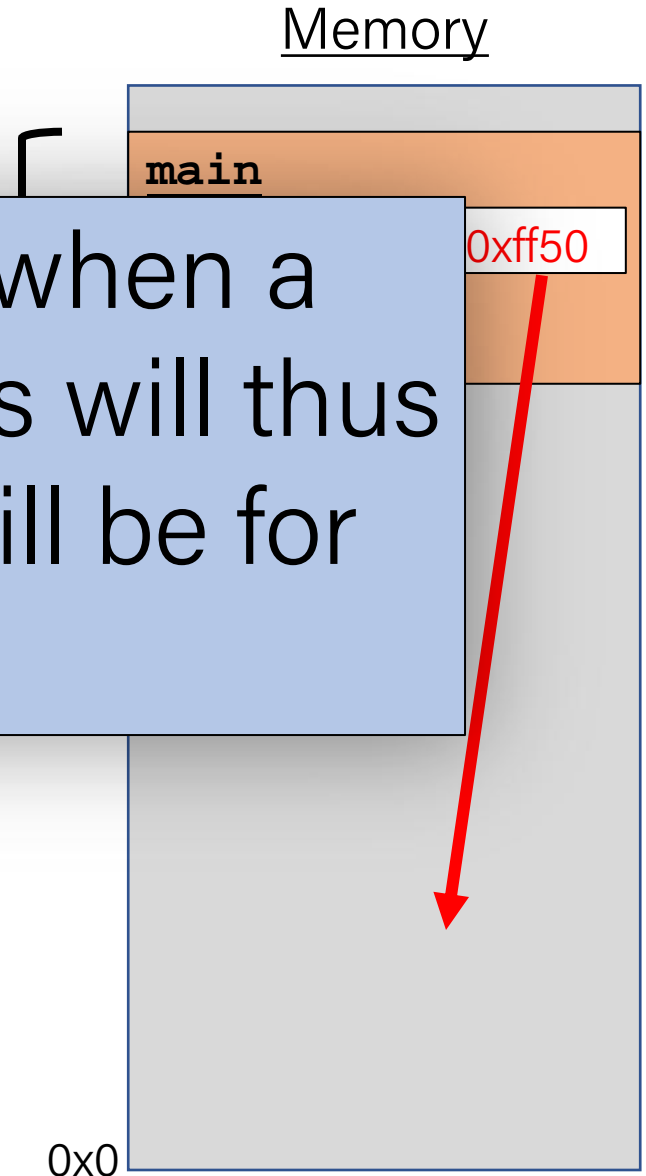 Memory
main
0xff50
when a
s will thus
ill be for
0x0